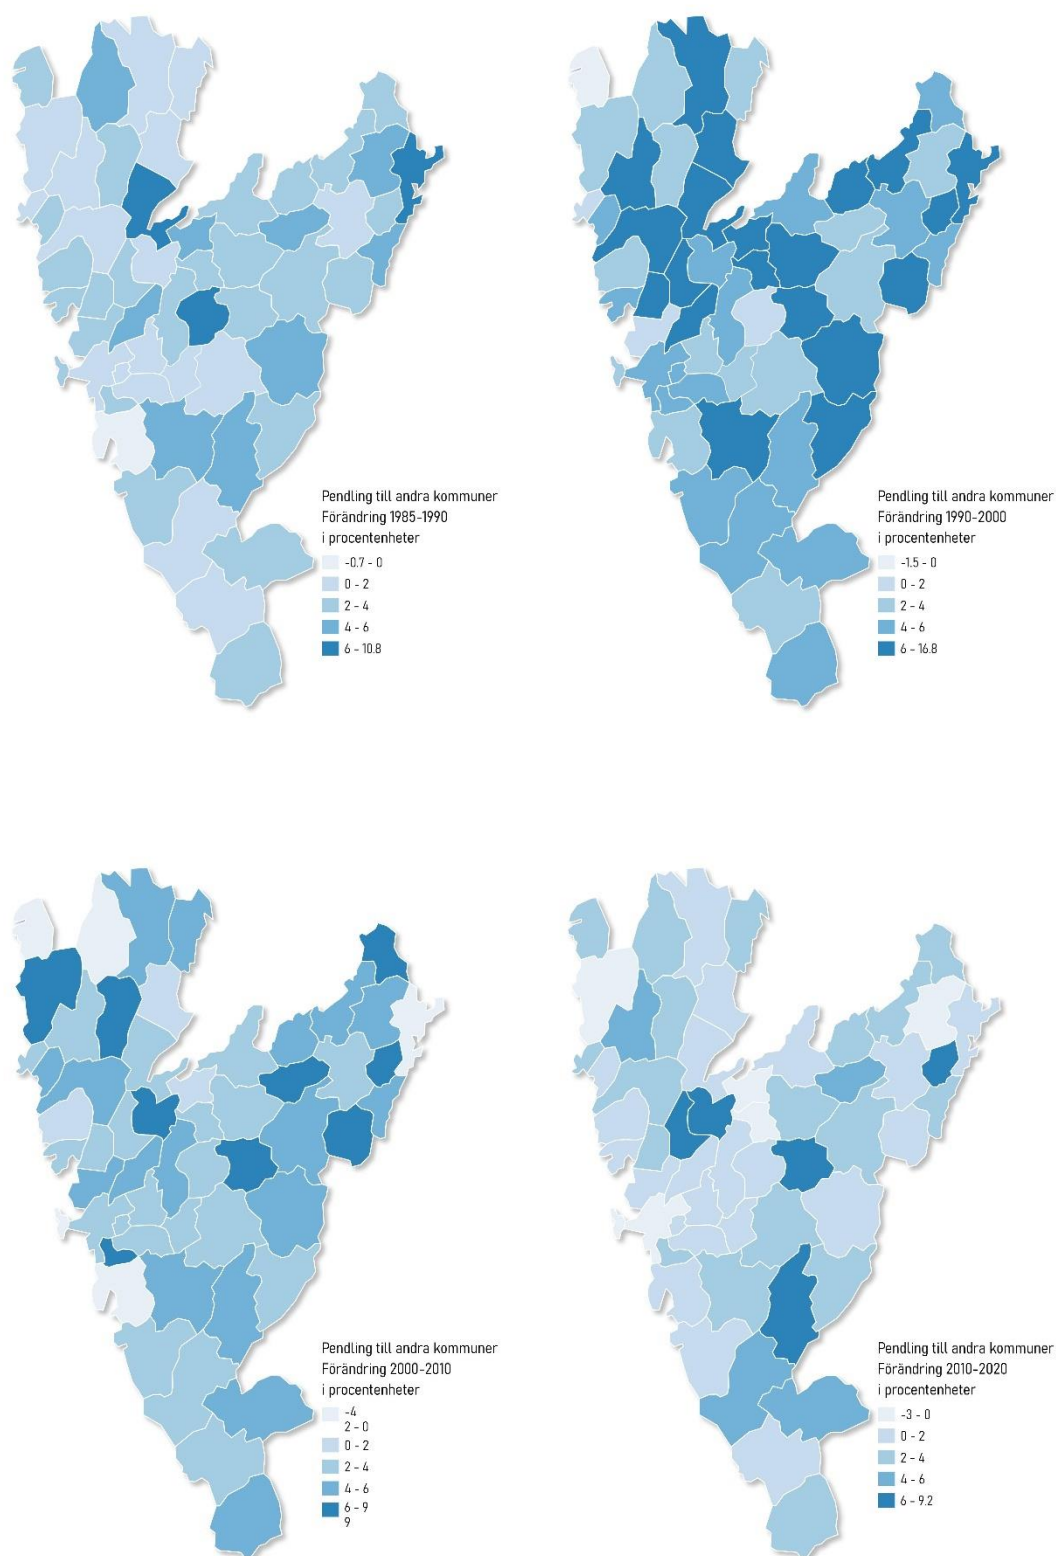 Pendling till andra kommuner
Förändring 1985-1990
i procentenheter
-0.7 - 0
0 - 2
2 - 4
4 - 6
6 - 10.8
Pendling till andra kommuner
Förändring 1990-2000
i procentenheter
-1.5 - 0
0 - 2
2 - 4
4 - 6
6 - 16.8
Pendling till andra kommuner
Förändring 2000-2010
i procentenheter
-4
2 - 0
0 - 2
2 - 4
4 - 6
6 - 9
9
Pendling till andra kommuner
Förändring 2010-2020
i procentenheter
-3 - 0
0 - 2
2 - 4
4 - 6
6 - 9.2